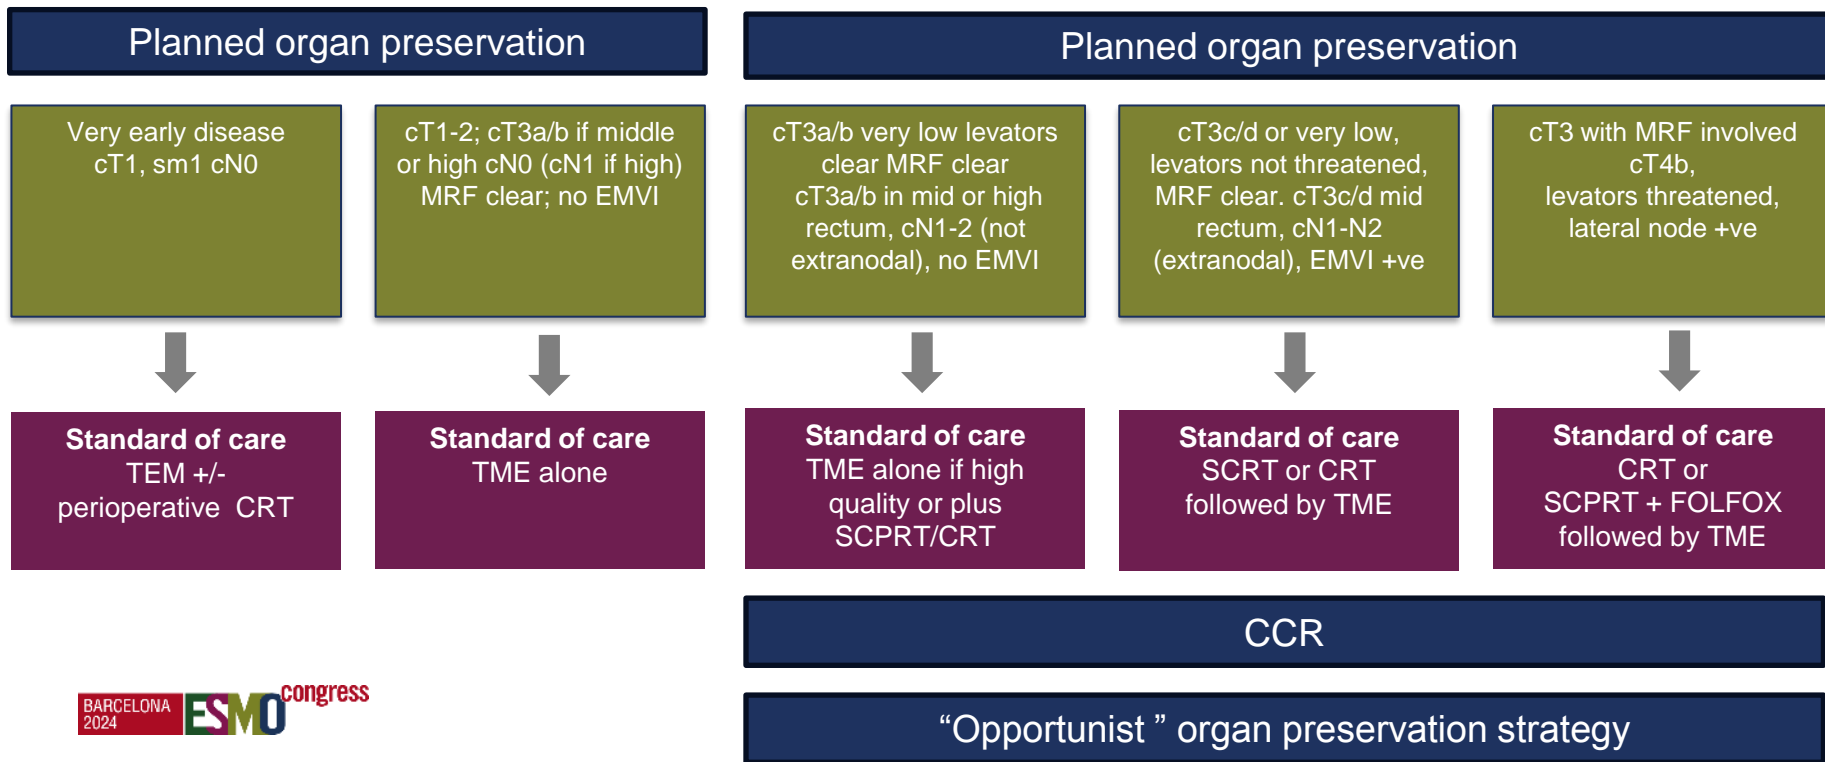 Planned organ preservation
Planned organ preservation
Very early disease
cT1, sm1 cN0
cT1-2; cT3a/b if middle
or high cN0 (cN1 if high)
MRF clear; no EMVI
cT3a/b very low levators
clear MRF clear
cT3a/b in mid or high
rectum, cN1-2 (not
extranodal), no EMVI
cT3c/d or very low,
levators not threatened,
MRF clear. cT3c/d mid
rectum, cN1-N2
(extranodal), EMVI +ve
cT3 with MRF involved
cT4b,
levators threatened,
lateral node +ve
Standard of care
TEM +/-
perioperative CRT
Standard of care
TME alone
Standard of care
TME alone if high
quality or plus
SCPRT/CRT
Standard of care
SCRT or CRT
followed by TME
Standard of care
CRT or
SCPRT + FOLFOX
followed by TME
CCR
“Opportunist ” organ preservation strategy
BARCELONA
2024
ESMO congress